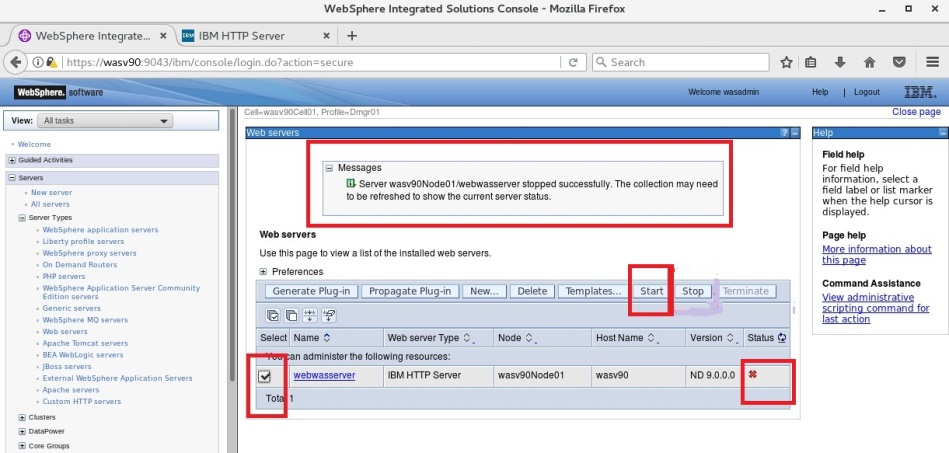 WebSphere Integrated Solutions Console - Mozilla Firefox
WebSphere Integrate...
IBM HTTP Server
https://wasv90:9043/ibm/console/login.do?action=secure
Search
WebSphere. software
Welcome wasadmin
Help | Logout
IBM.
Cell=wasv90Cell01, Profile=Dmgr01
Close page
View: All tasks
Welcome
Guided Activities
Servers
New server
All servers
Server Types
WebSphere application servers
Liberty profile servers
WebSphere proxy servers
On Demand Routers
PHP servers
WebSphere Application Server Community
Edition servers
Generic servers
WebSphere MQ servers
Web servers
Apache Tomcat servers
BEA WebLogic servers
JBoss servers
External WebSphere Application Servers
Apache servers
Custom HTTP servers
Clusters
DataPower
Core Groups
Web servers
Messages
Server wasv90Node01/webwasserver stopped successfully. The collection may need
to be refreshed to show the current server status.
Web servers
Use this page to view a list of the installed web servers.
Preferences
Generate Plug-in Propagate Plug-in New... Delete Templates... Start Stop Terminate
Select Name Web server Type Node Host Name Version Status
You can administer the following resources:
webwasserver IBM HTTP Server wasv90Node01 wasv90 ND 9.0.0.0
Total 1
Help
Field help
For field help
information, select a
field label or list marker
when the help cursor is
displayed.
Page help
More information about
this page
Command Assistance
View administrative
scripting command for
last action